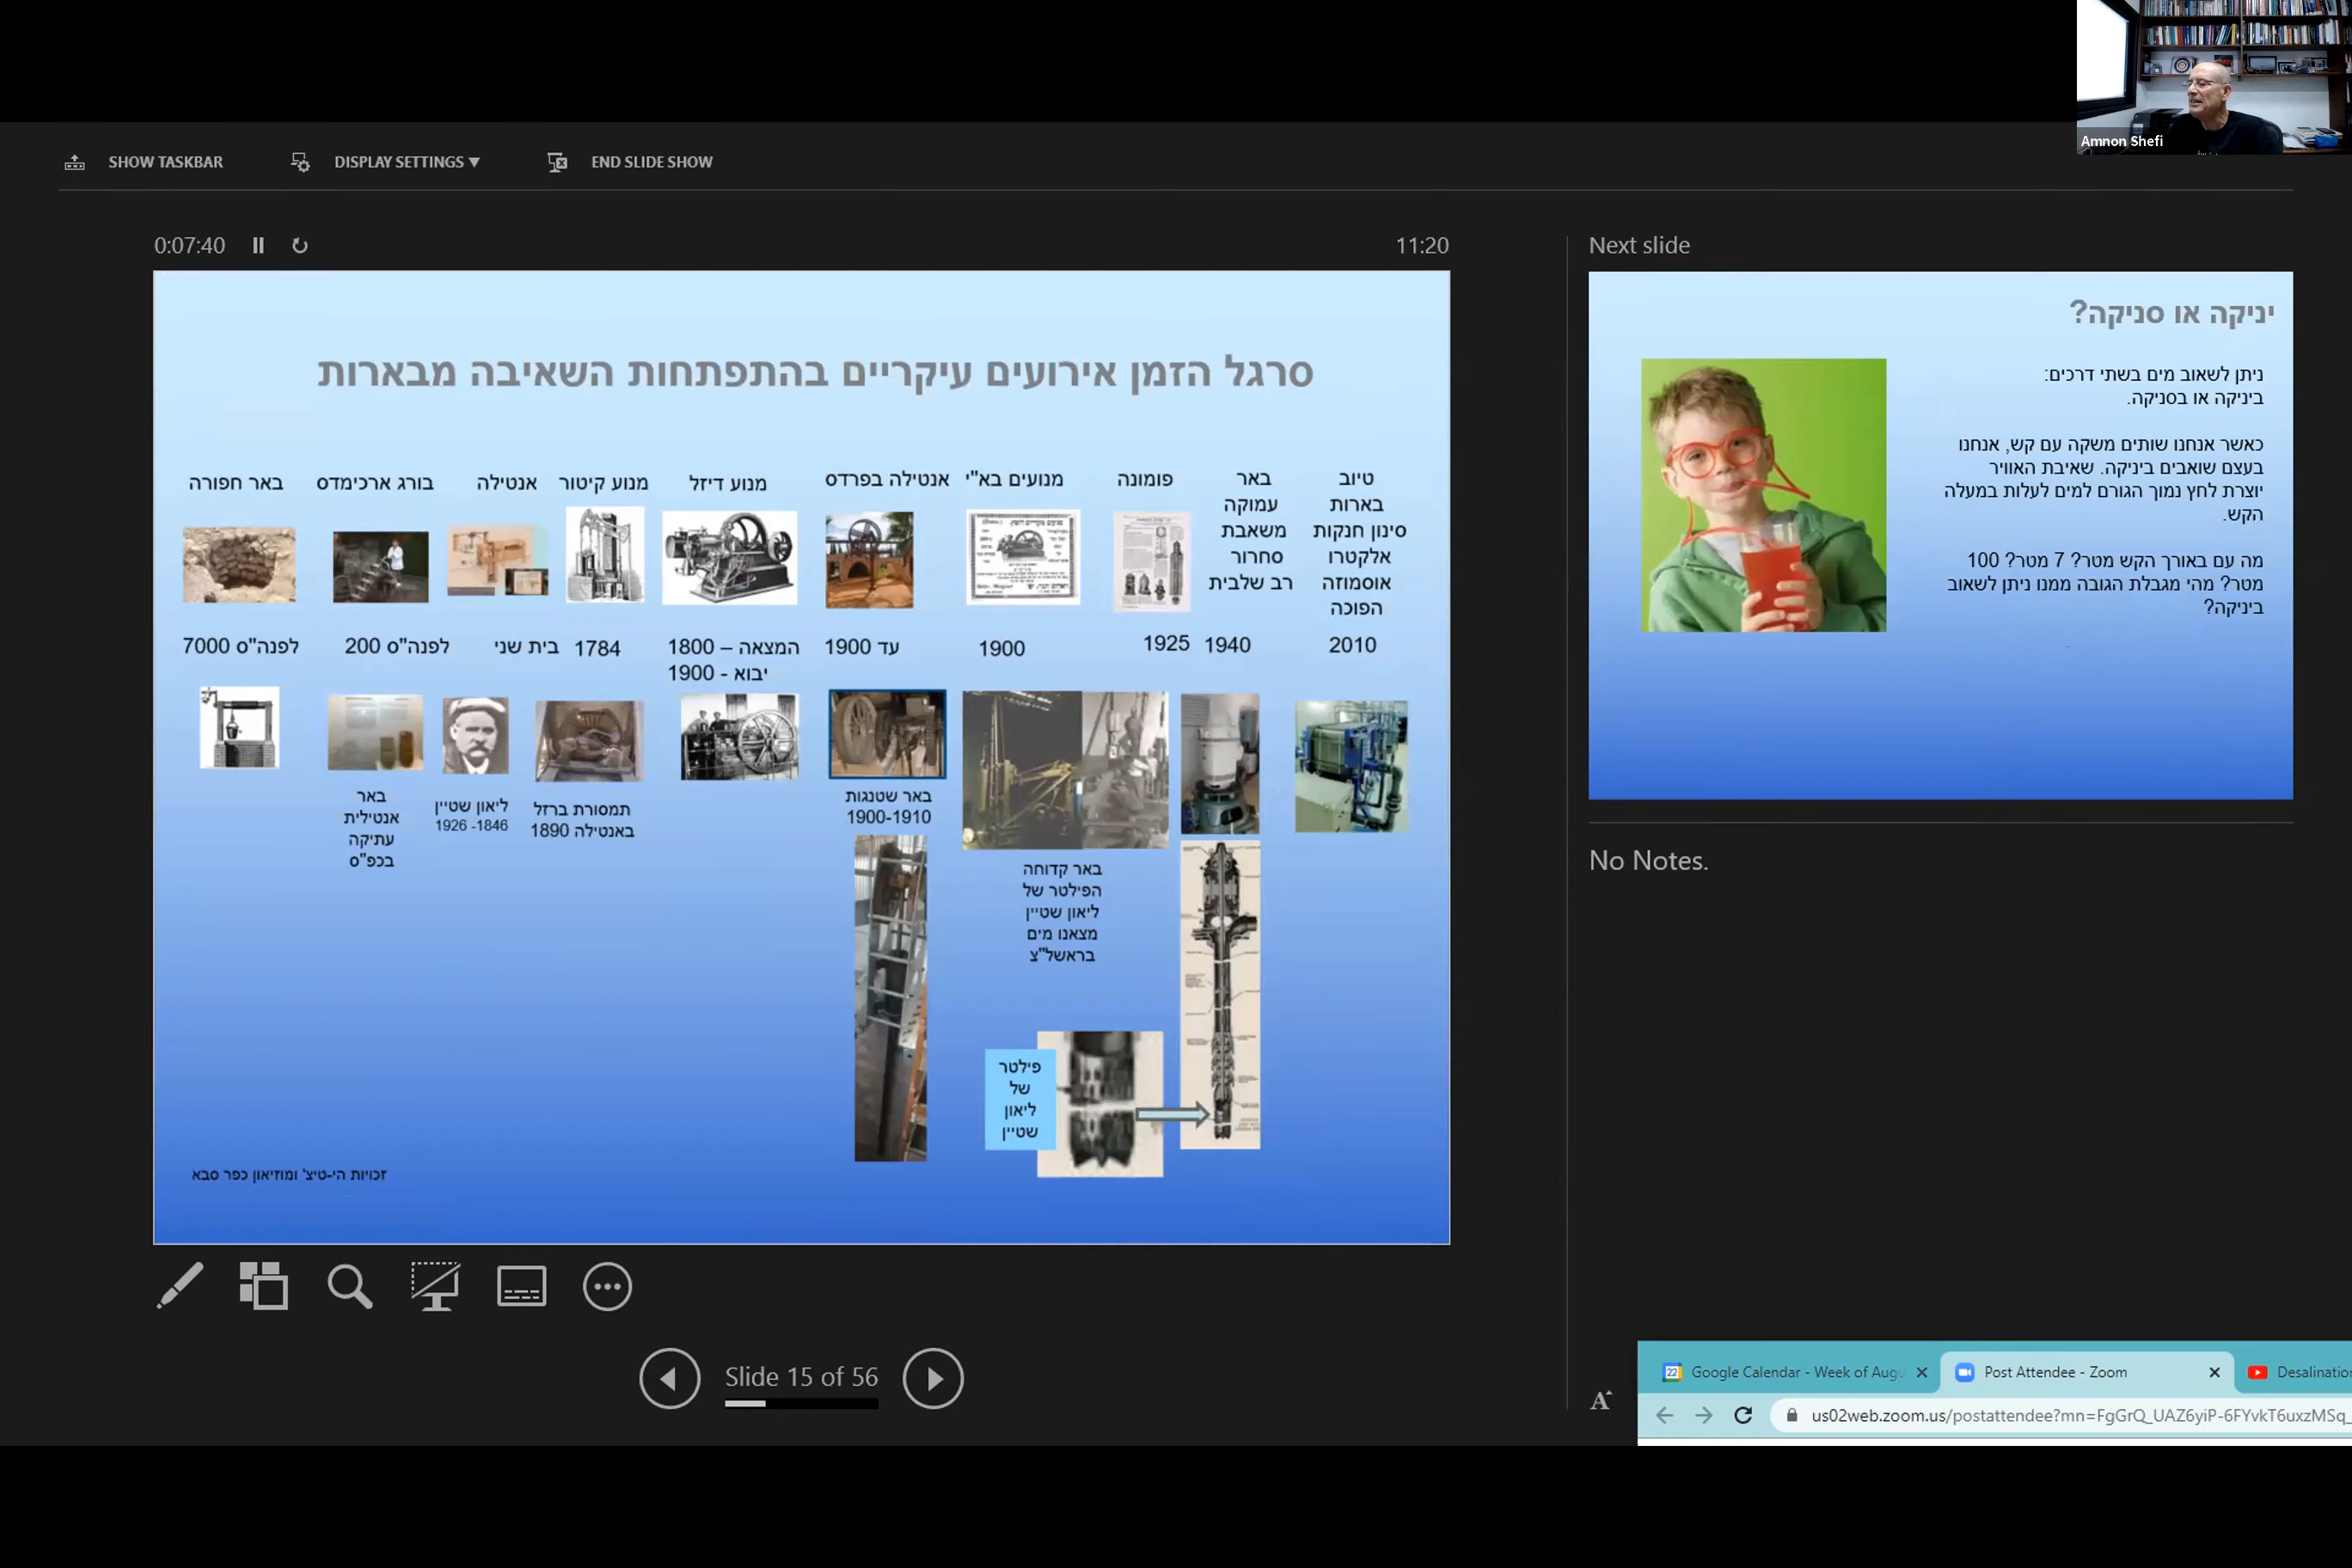 Amnon Shefi
SHOW TASKBAR
DISPLAY SETTINGS ▼
END SLIDE SHOW
0:07:40
11:20
סרגל הזמן אירועים עיקריים בהתפתחות השאיבה מבארות
באר חפורה
בורג ארכימדס
אנטילה
מנוע קיטור
מנוע דיזל
אנטילה בפרדס
מנועים בא"י
פומונה
באר
עמוקה
משאבת
סחרור
רב שלבית
טיוב
בארות
סינון חנקות
אלקטרו
אוסמוזה
הפוכה
7000 לפנה"ס
200 לפנה"ס
בית שני
1784
המצאה – 1800
יבוא - 1900
עד 1900
1900
1925
1940
2010
באר
אנטילית
עתיקה
בכפ"ס
ליאון שטיין
1926 -1846
תמסורת ברזל
באנטילה 1890
באר שטנגות
1900-1910
באר קדוחה
הפילטר של
ליאון שטיין
מצאנו מים
בראשל"צ
פילטר
של
ליאון
שטיין
זכויות הי-טיצ' ומוזיאון כפר סבא
Next slide
יניקה או סניקה?
ניתן לשאוב מים בשתי דרכים:
ביניקה או בסניקה.
כאשר אנחנו שותים משקה עם קש, אנחנו
בעצם שואבים ביניקה. שאיבת האוויר
יוצרת לחץ נמוך הגורם למים לעלות במעלה
הקש.
מה עם באורך הקש מטר? 7 מטר? 100
מטר? מהי מגבלת הגובה ממנו ניתן לשאוב
ביניקה?
No Notes.
Slide 15 of 56
22
Google Calendar - Week of Augu
Post Attendee - Zoom
Desalination
us02web.zoom.us/postattendee?mn=FgGrQ_UAZ6yiP-6FYvkT6uxzMSq_